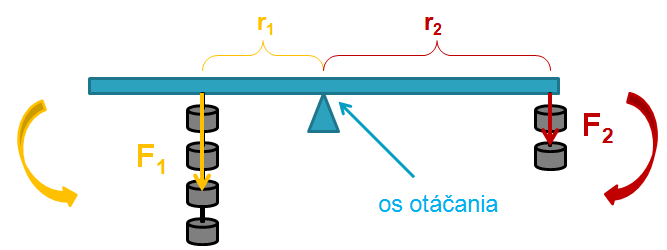 r₁
r₂
F₁
F₂
os otáčania